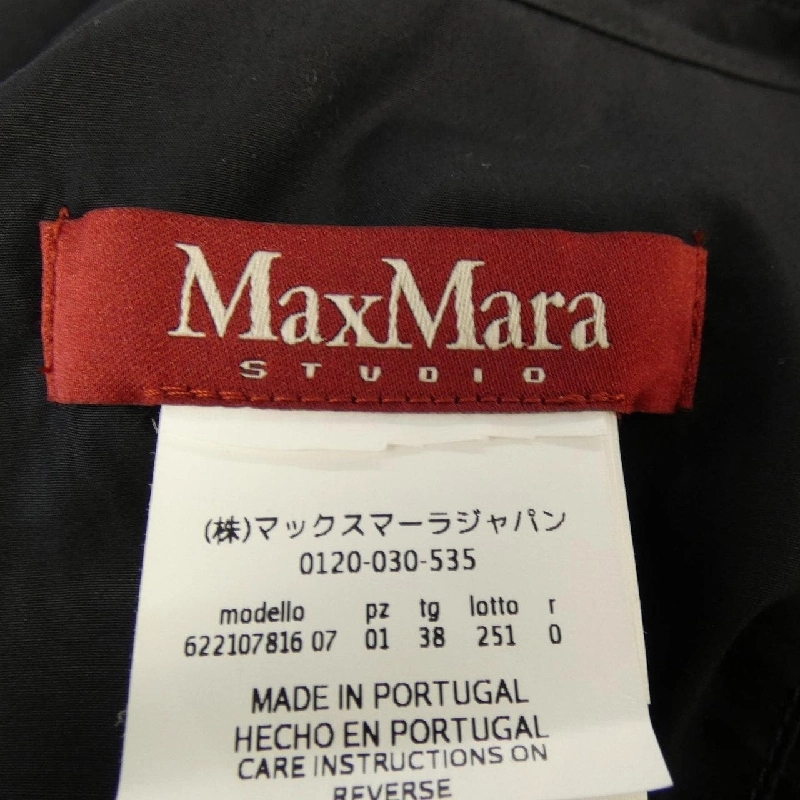 MaxMara
STUDIO
(株)マックスマーラジャパン
0120-030-535
modello pz tg lotto r
622107816 07 01 38 251 0
MADE IN PORTUGAL
HECHO EN PORTUGAL
CARE INSTRUCTIONS ON
REVERSE